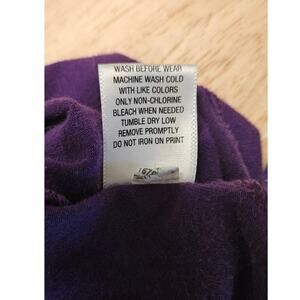 WASH BEFORE WEAR
MACHINE WASH COLD
WITH LIKE COLORS
ONLY NON-CHLORINE
BLEACH WHEN NEEDED
TUMBLE DRY LOW
REMOVE PROMPTLY
DO NOT IRON ON PRINT